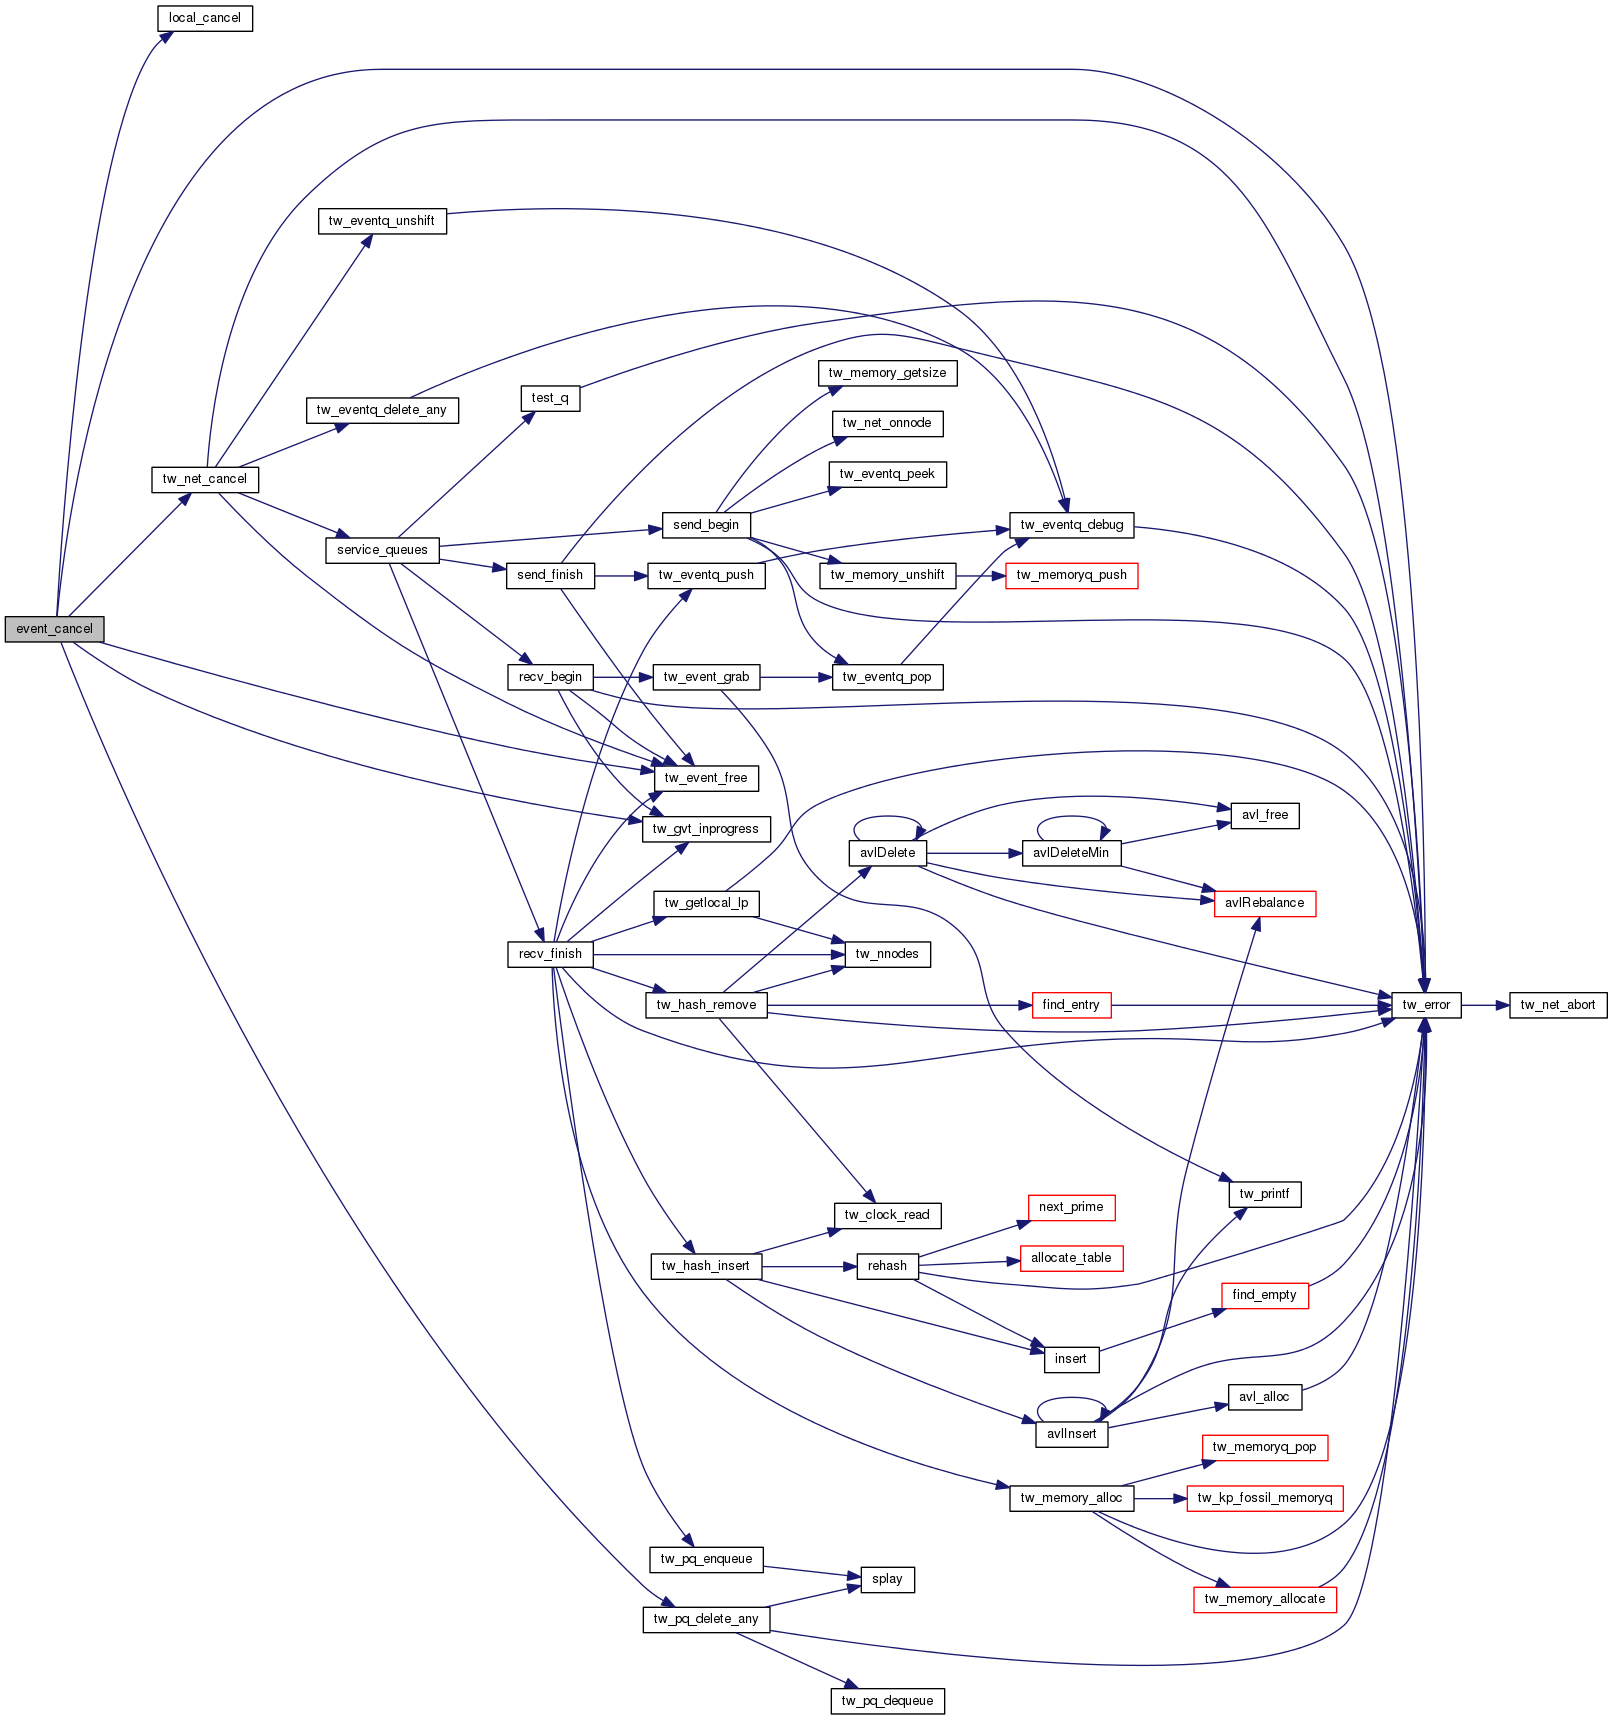 local_cancel
tw_eventq_unshift
tw_memory_getsize
test_q
tw_eventq_delete_any
tw_net_onnode
tw_eventq_peek
tw_net_cancel
send_begin
tw_eventq_debug
service_queues
send_finish
tw_eventq_push
tw_memory_unshift
tw_memoryq_push
event_cancel
recv_begin
tw_event_grab
tw_eventq_pop
tw_event_free
avl_free
tw_gvt_inprogress
avlDelete
avlDeleteMin
tw_getlocal_lp
avlRebalance
recv_finish
tw_nnodes
tw_hash_remove
find_entry
tw_error
tw_net_abort
tw_printf
next_prime
tw_clock_read
allocate_table
tw_hash_insert
rehash
find_empty
insert
avl_alloc
avlInsert
tw_memoryq_pop
tw_memory_alloc
tw_kp_fossil_memoryq
tw_pq_enqueue
splay
tw_memory_allocate
tw_pq_delete_any
tw_pq_dequeue